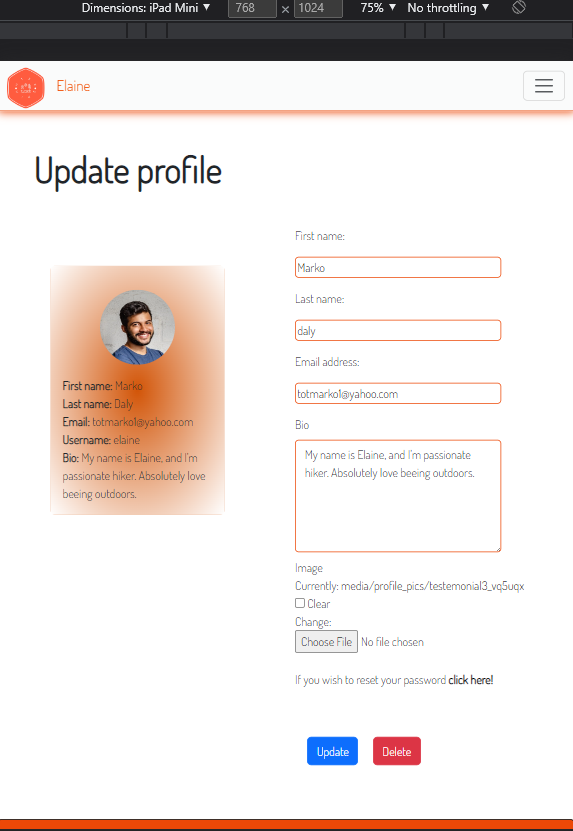 Dimensions: iPad Mini ▼ 768 × 1024 75% ▼ No throttling ▼
Elaine
Update profile
First name: Marko
Last name: Daly
Email: totmarko1@yahoo.com
Username: elaine
Bio: My name is Elaine, and I'm
passionate hiker. Absolutely love
beeing outdoors.
First name:
Marko
Last name:
daly
Email address:
totmarko1@yahoo.com
Bio
My name is Elaine, and I'm passionate
hiker. Absolutely love beeing outdoors.
Image
Currently: media/profile_pics/testemonial3_vq5uqx
Clear
Change:
Choose File No file chosen
If you wish to reset your password click here!
Update Delete